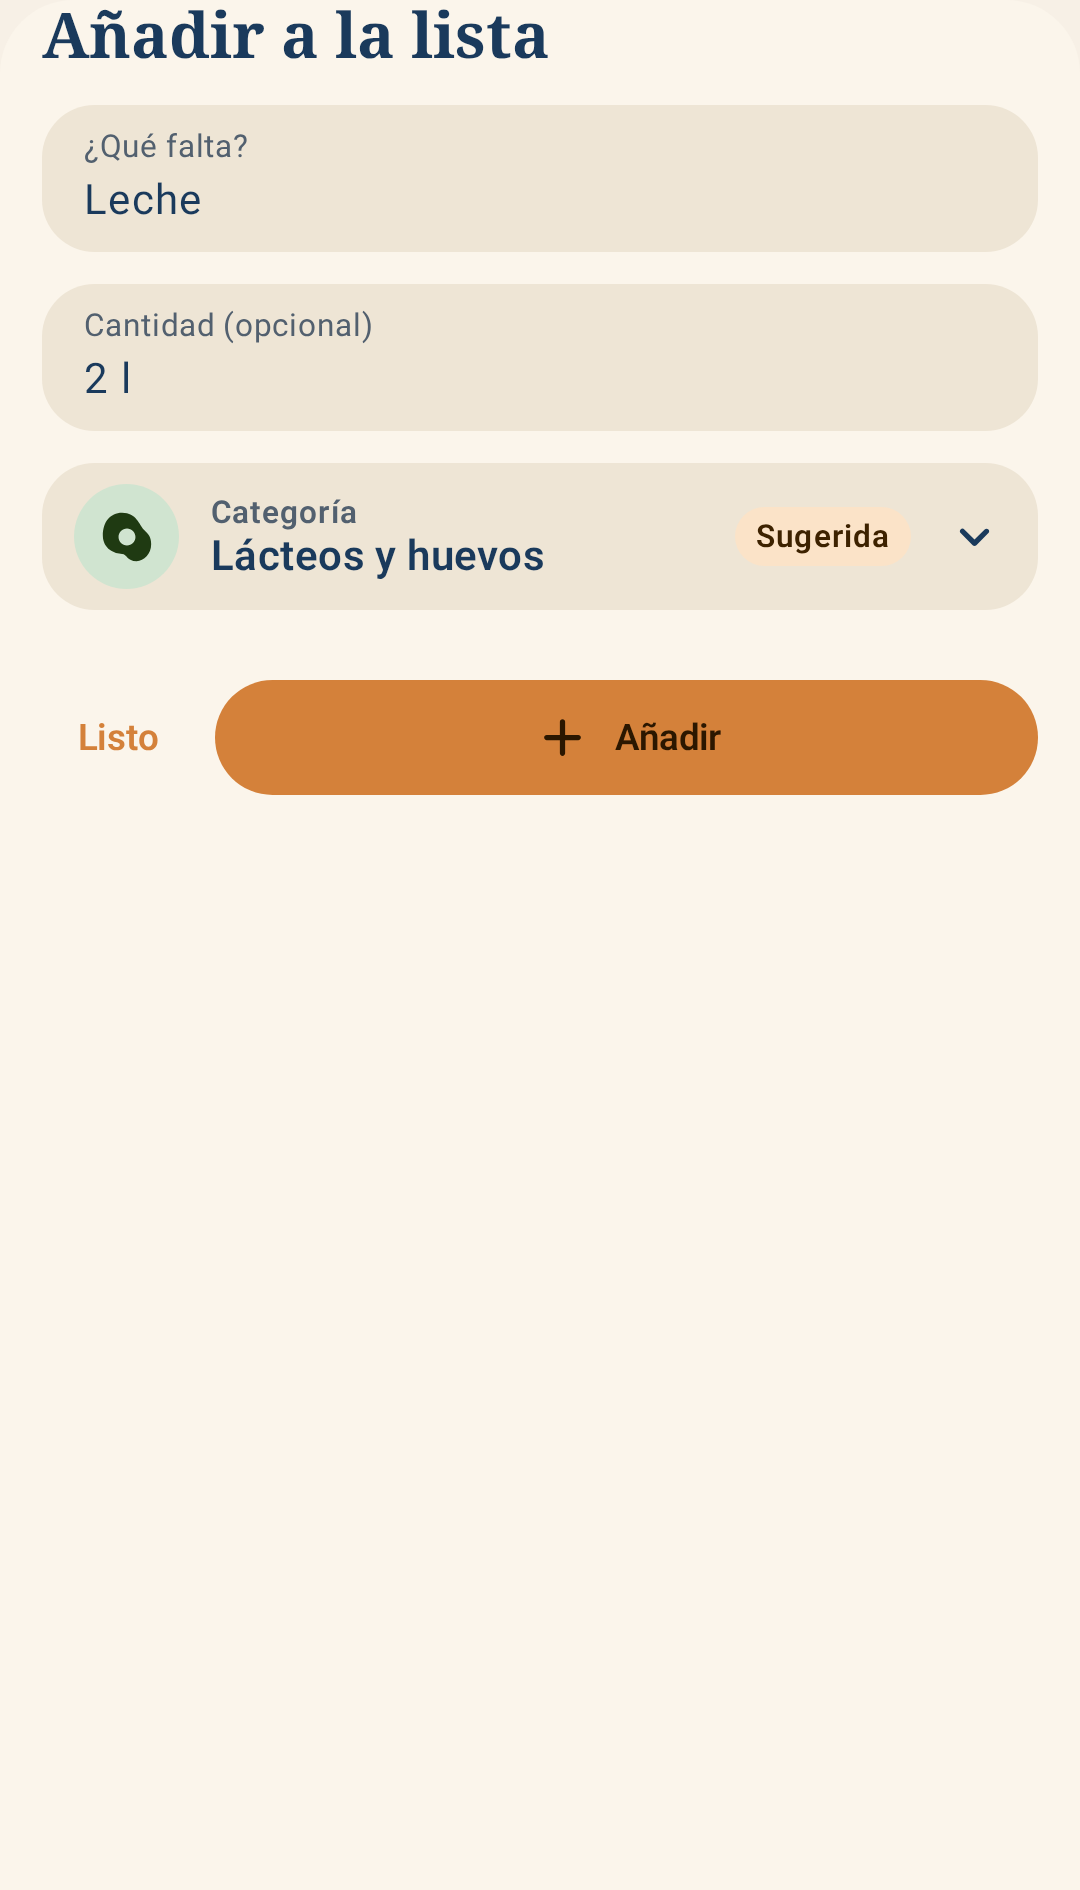 Añadir a la lista
¿Qué falta?
Leche
Cantidad (opcional)
2 l
Categoría
Lácteos y huevos
Sugerida
Listo
Añadir